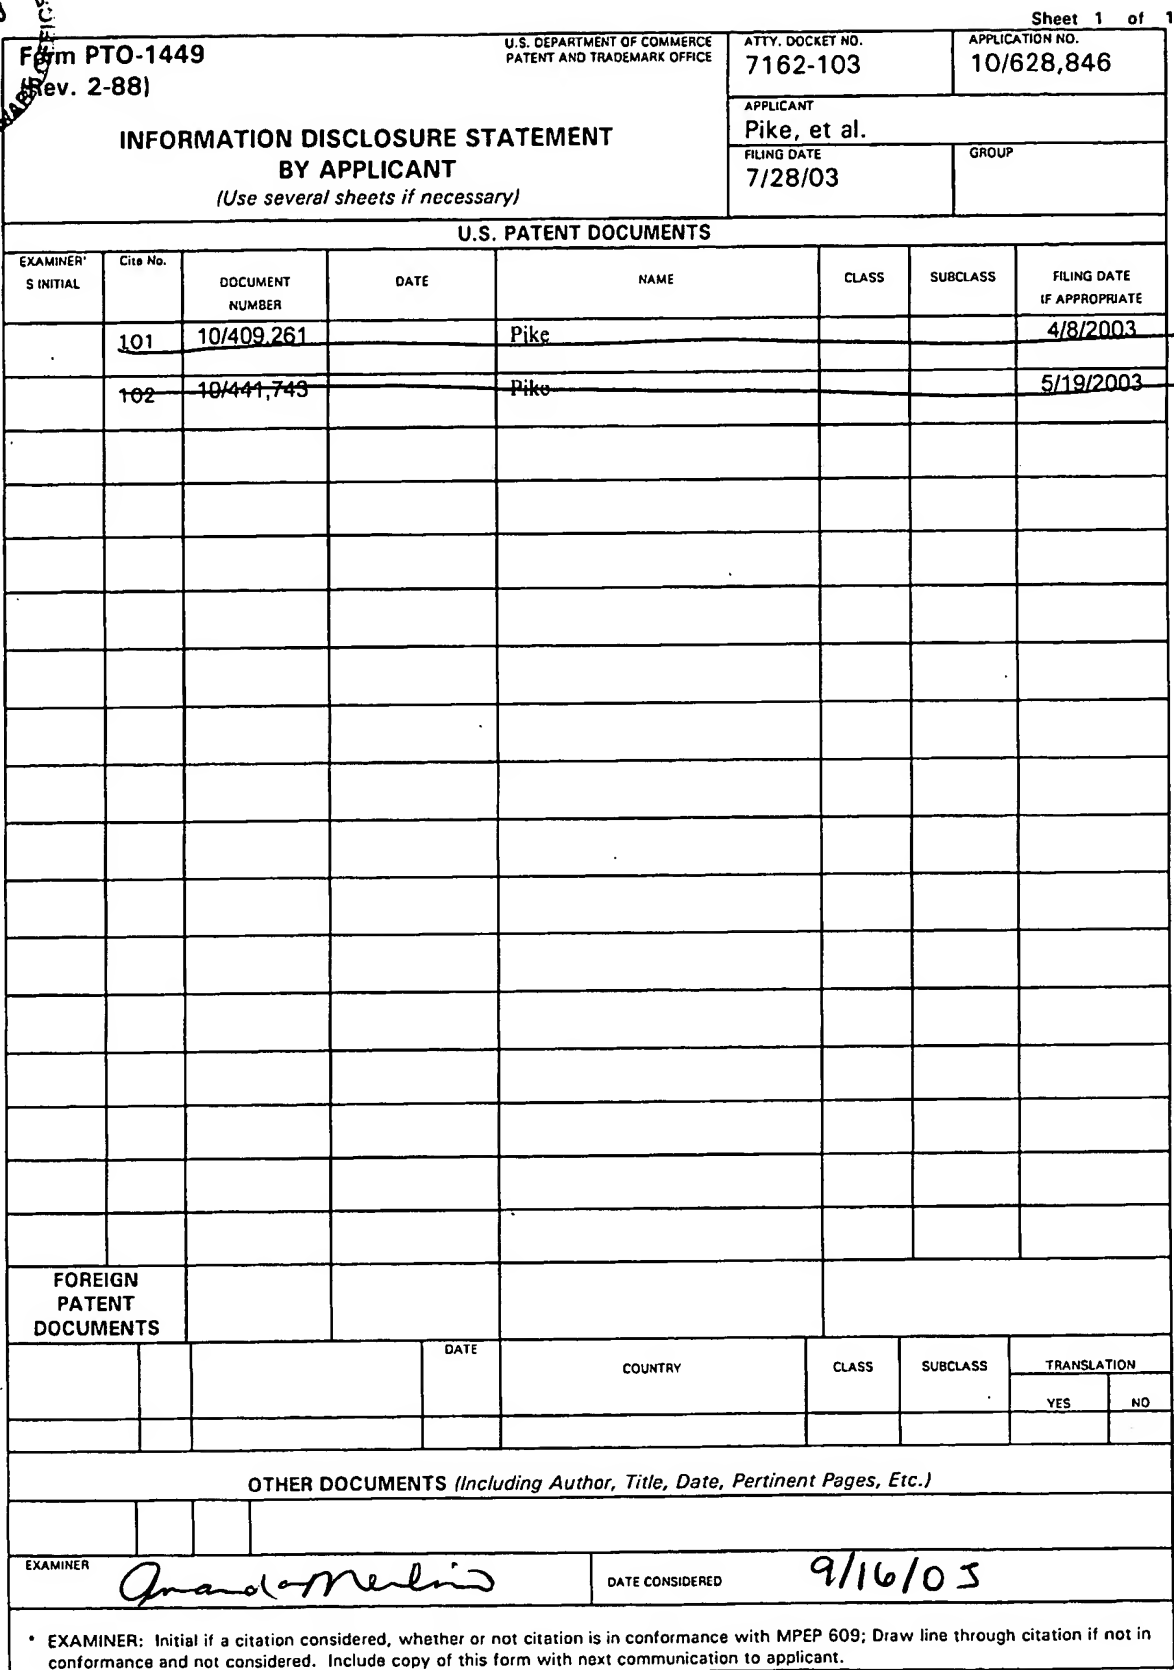 Sheet 1 of 1
Form PTO-1449
(Rev. 2-88)
U.S. DEPARTMENT OF COMMERCE
PATENT AND TRADEMARK OFFICE
ATTY. DOCKET NO.
7162-103
APPLICATION NO.
10/628,846
INFORMATION DISCLOSURE STATEMENT
BY APPLICANT
(Use several sheets if necessary)
APPLICANT
Pike, et al.
FILING DATE
7/28/03
GROUP
U.S. PATENT DOCUMENTS
EXAMINER'
S INITIAL
Cite No.
DOCUMENT
NUMBER
DATE
NAME
CLASS
SUBCLASS
FILING DATE
IF APPROPRIATE
101 10/409,261 Pike 4/8/2003
102 10/441,743 Pike 5/19/2003
FOREIGN
PATENT
DOCUMENTS
DATE
COUNTRY
CLASS
SUBCLASS
TRANSLATION
YES NO
OTHER DOCUMENTS (Including Author, Title, Date, Pertinent Pages, Etc.)
EXAMINER
DATE CONSIDERED 9/16/05
* EXAMINER: Initial if a citation considered, whether or not citation is in conformance with MPEP 609; Draw line through citation if not in
conformance and not considered. Include copy of this form with next communication to applicant.